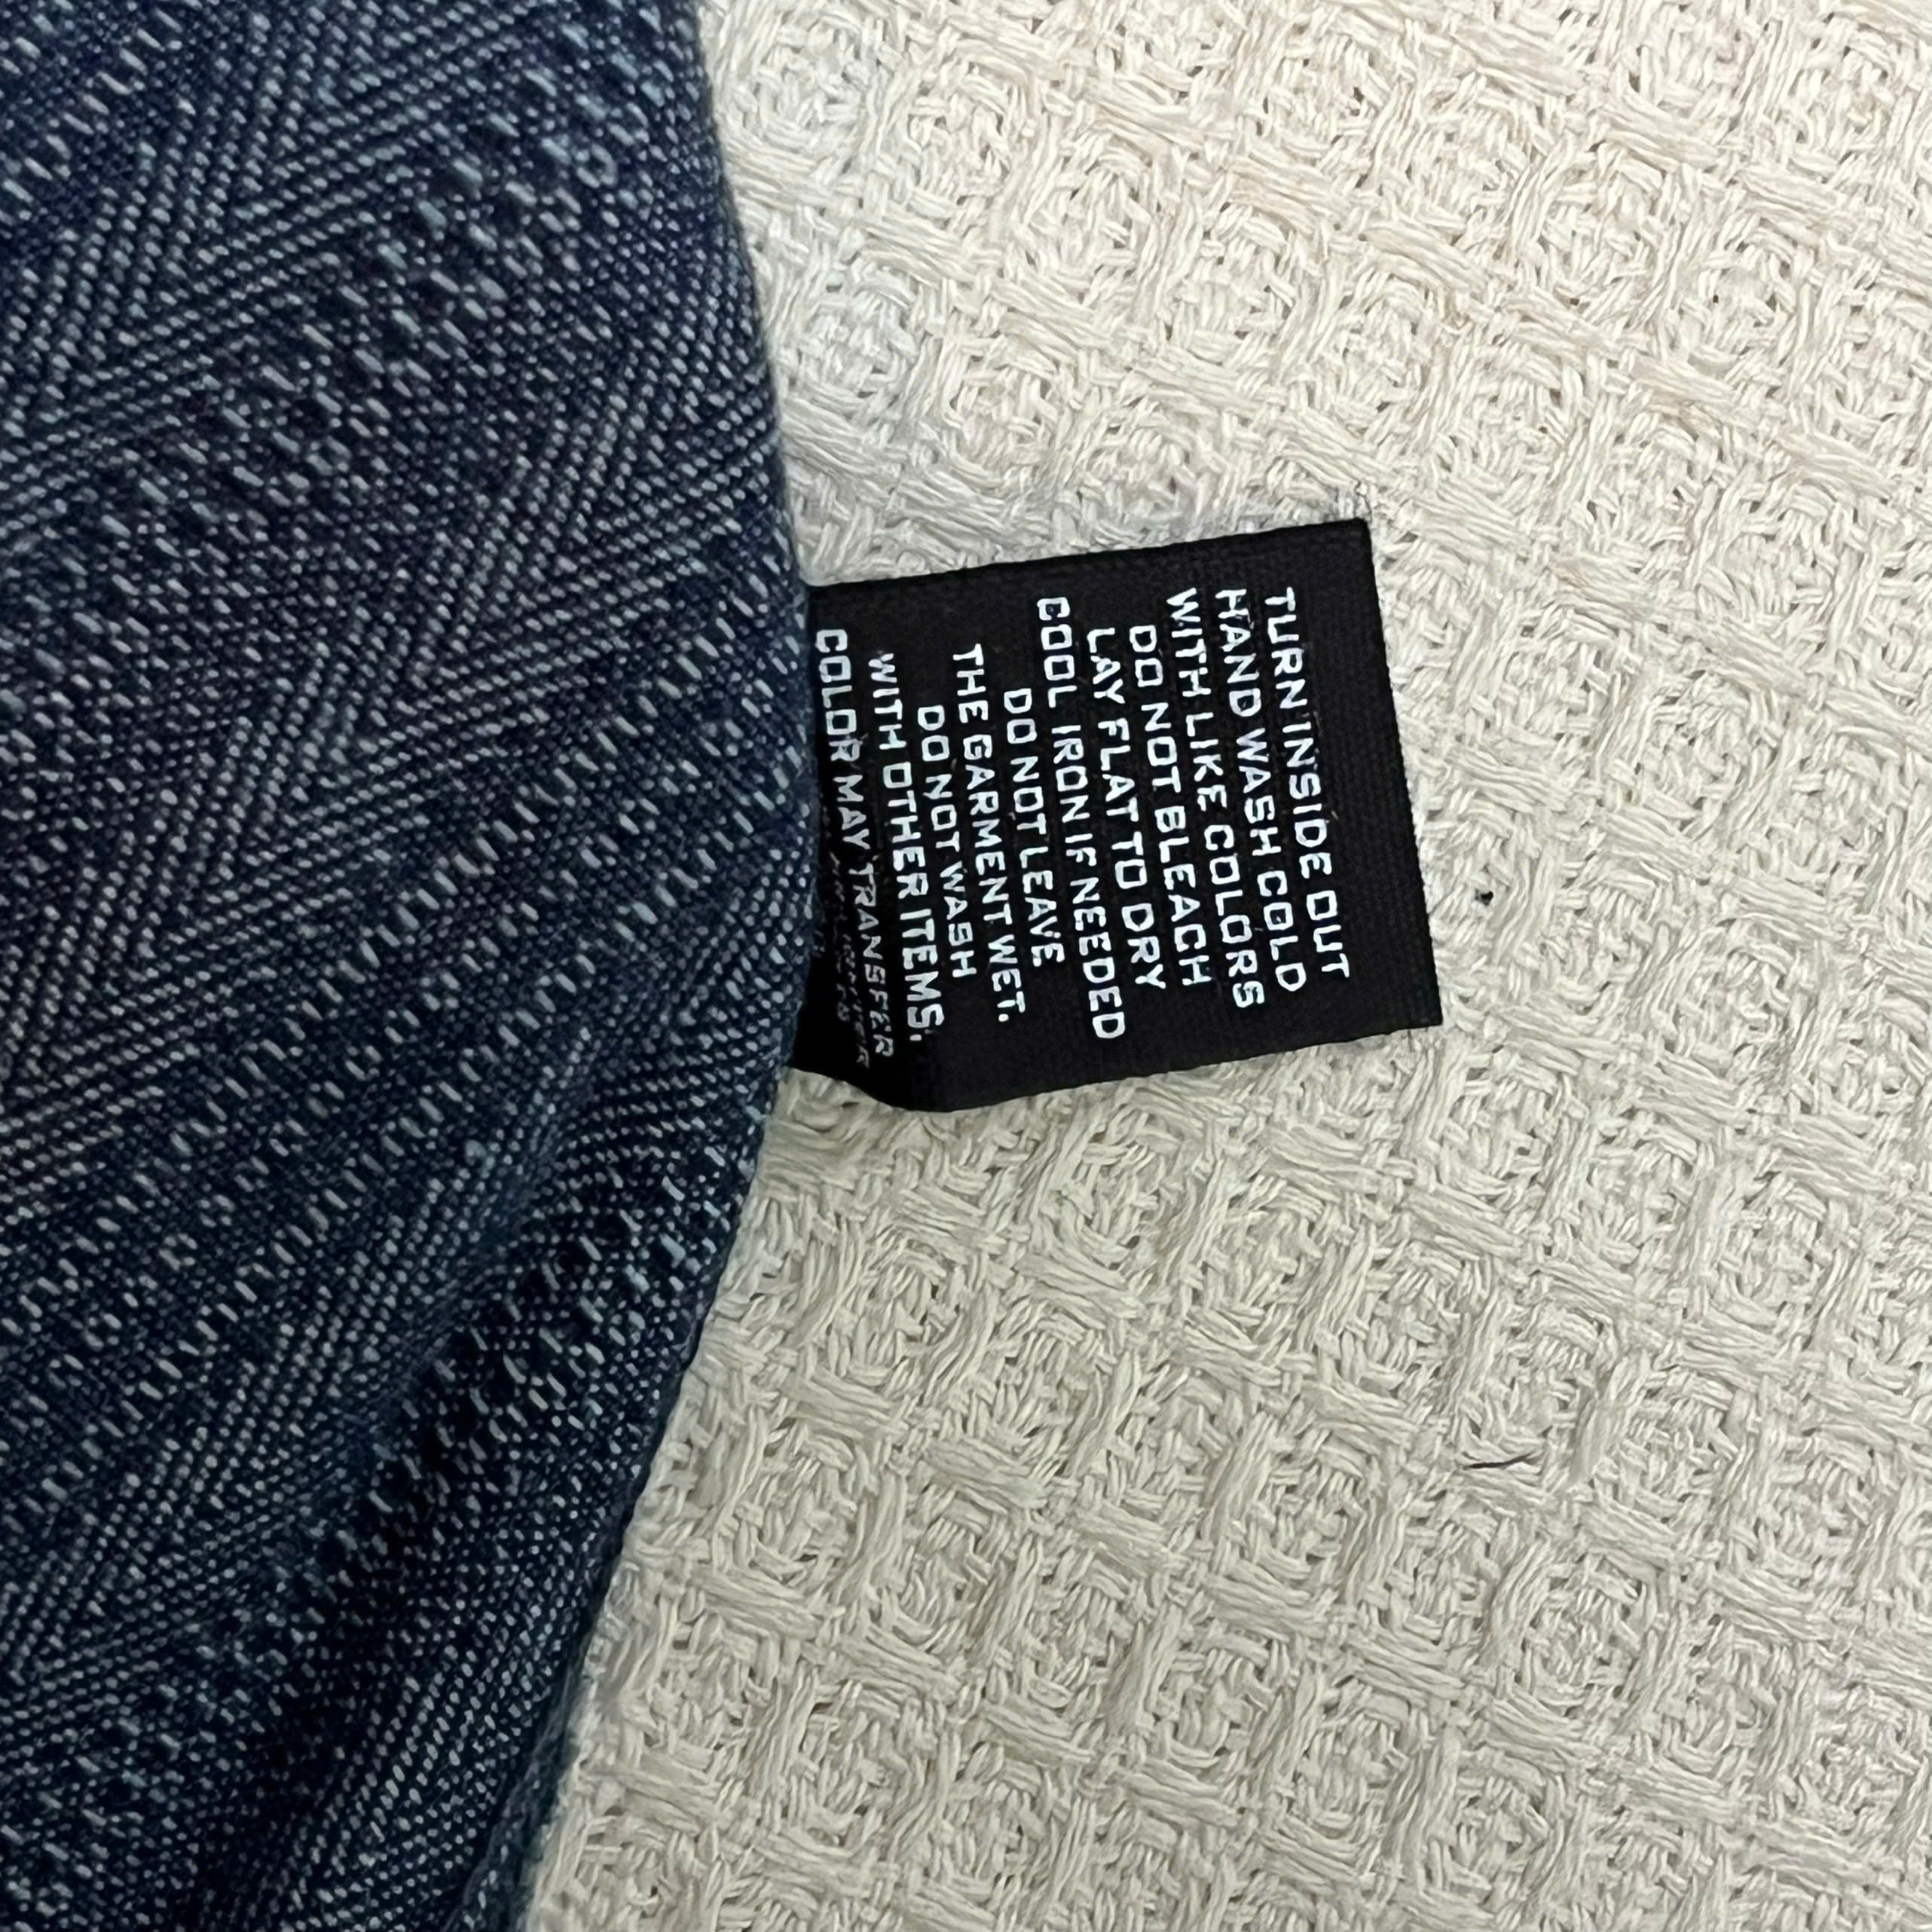 TURN INSIDE OUT
HAND WASH COLD
WITH LIKE COLORS
DO NOT BLEACH
LAY FLAT TO DRY
COOL IRON IF NEEDED
DO NOT LEAVE
THE GARMENT WET.
DO NOT WASH
WITH OTHER ITEMS.
COLOR MAY TRANSFER